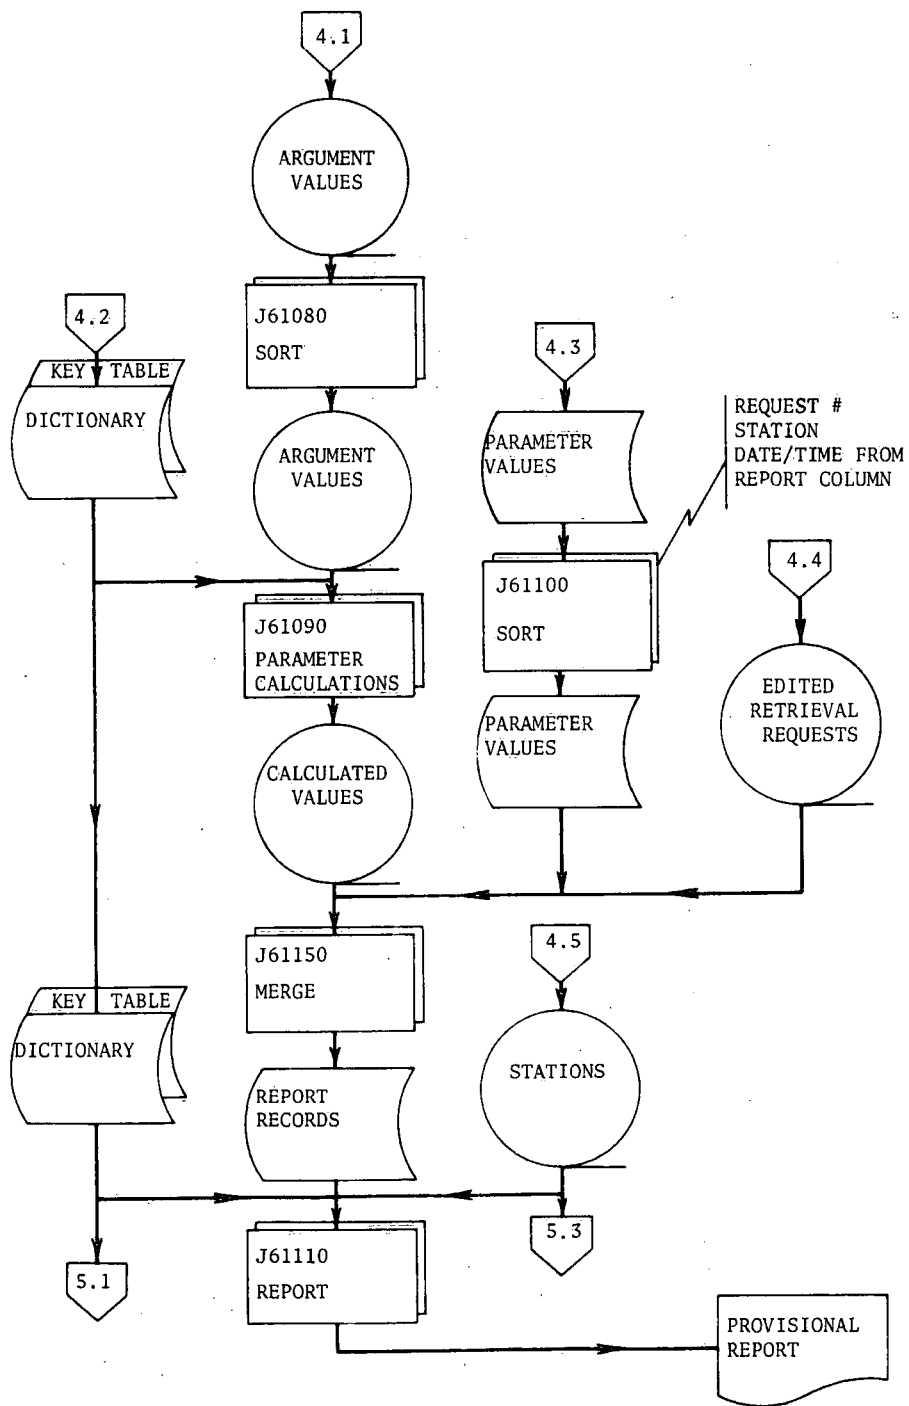 4.1
ARGUMENT
VALUES
J61080
SORT
4.2
KEY TABLE
DICTIONARY
ARGUMENT
VALUES
4.3
PARAMETER
VALUES
REQUEST #
STATION
DATE/TIME FROM
REPORT COLUMN
J61100
SORT
4.4
J61090
PARAMETER
CALCULATIONS
PARAMETER
VALUES
EDITED
RETRIEVAL
REQUESTS
CALCULATED
VALUES
J61150
MERGE
4.5
KEY TABLE
DICTIONARY
REPORT
RECORDS
STATIONS
5.1
J61110
REPORT
5.3
PROVISIONAL
REPORT